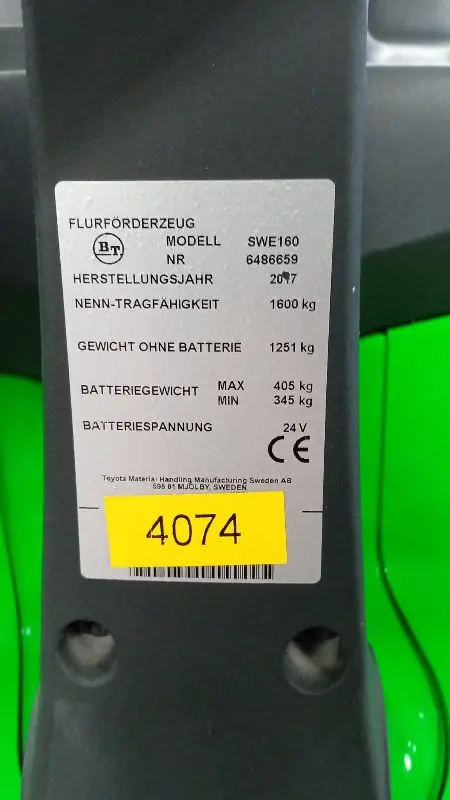 FLURFÖRDERZEUG
BT
MODELL SWE160
NR 6486659
HERSTELLUNGSJAHR
NENN-TRAGFÄHIGKEIT 1600 kg
GEWICHT OHNE BATTERIE 1251 kg
BATTERIEGEWICHT MAX 405 kg
MIN 345 kg
BATTERIESPANNUNG 24 V
CE
Toyota Material Handling Manufacturing Sweden AB
595 81 MJÖLBY, SWEDEN
4074